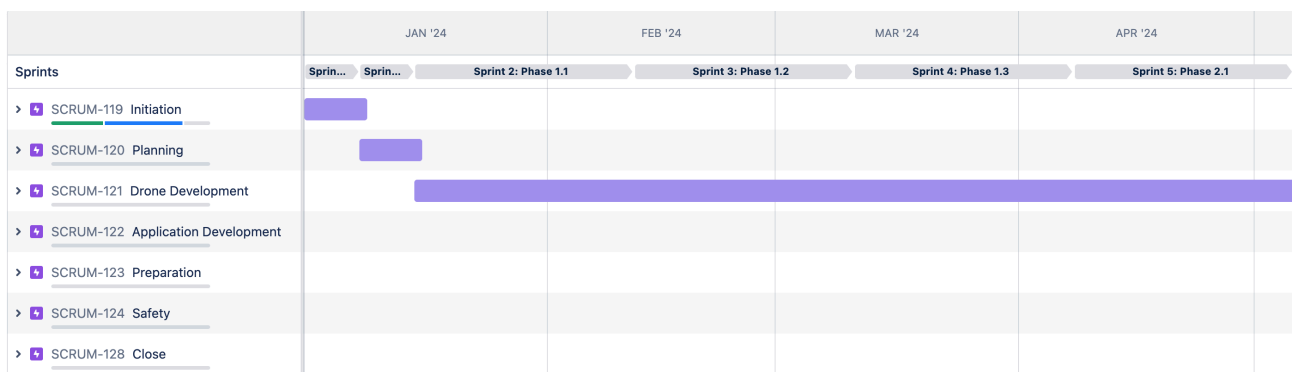 JAN '24 FEB '24 MAR '24 APR '24
Sprints Sprin... Sprin... Sprint 2: Phase 1.1 Sprint 3: Phase 1.2 Sprint 4: Phase 1.3 Sprint 5: Phase 2.1
SCRUM-119 Initiation
SCRUM-120 Planning
SCRUM-121 Drone Development
SCRUM-122 Application Development
SCRUM-123 Preparation
SCRUM-124 Safety
SCRUM-128 Close